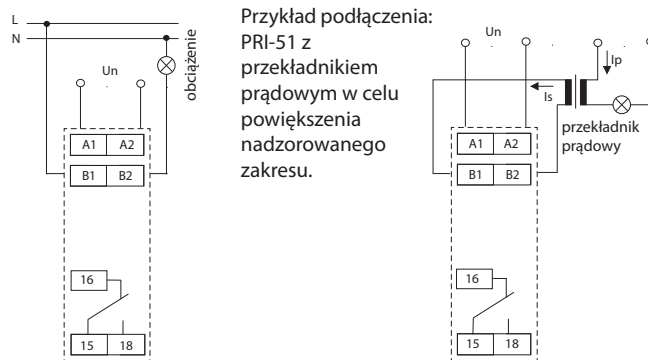 L
N
Un
obciążenie
A1 A2
B1 B2
16
15 18
Przykład podłączenia:
PRI-51 z
przekładnikiem
prądowym w celu
powiększenia
nadzorowanego
zakresu.
Un
Ip
Is
przekładnik
prądowy
A1 A2
B1 B2
16
15 18